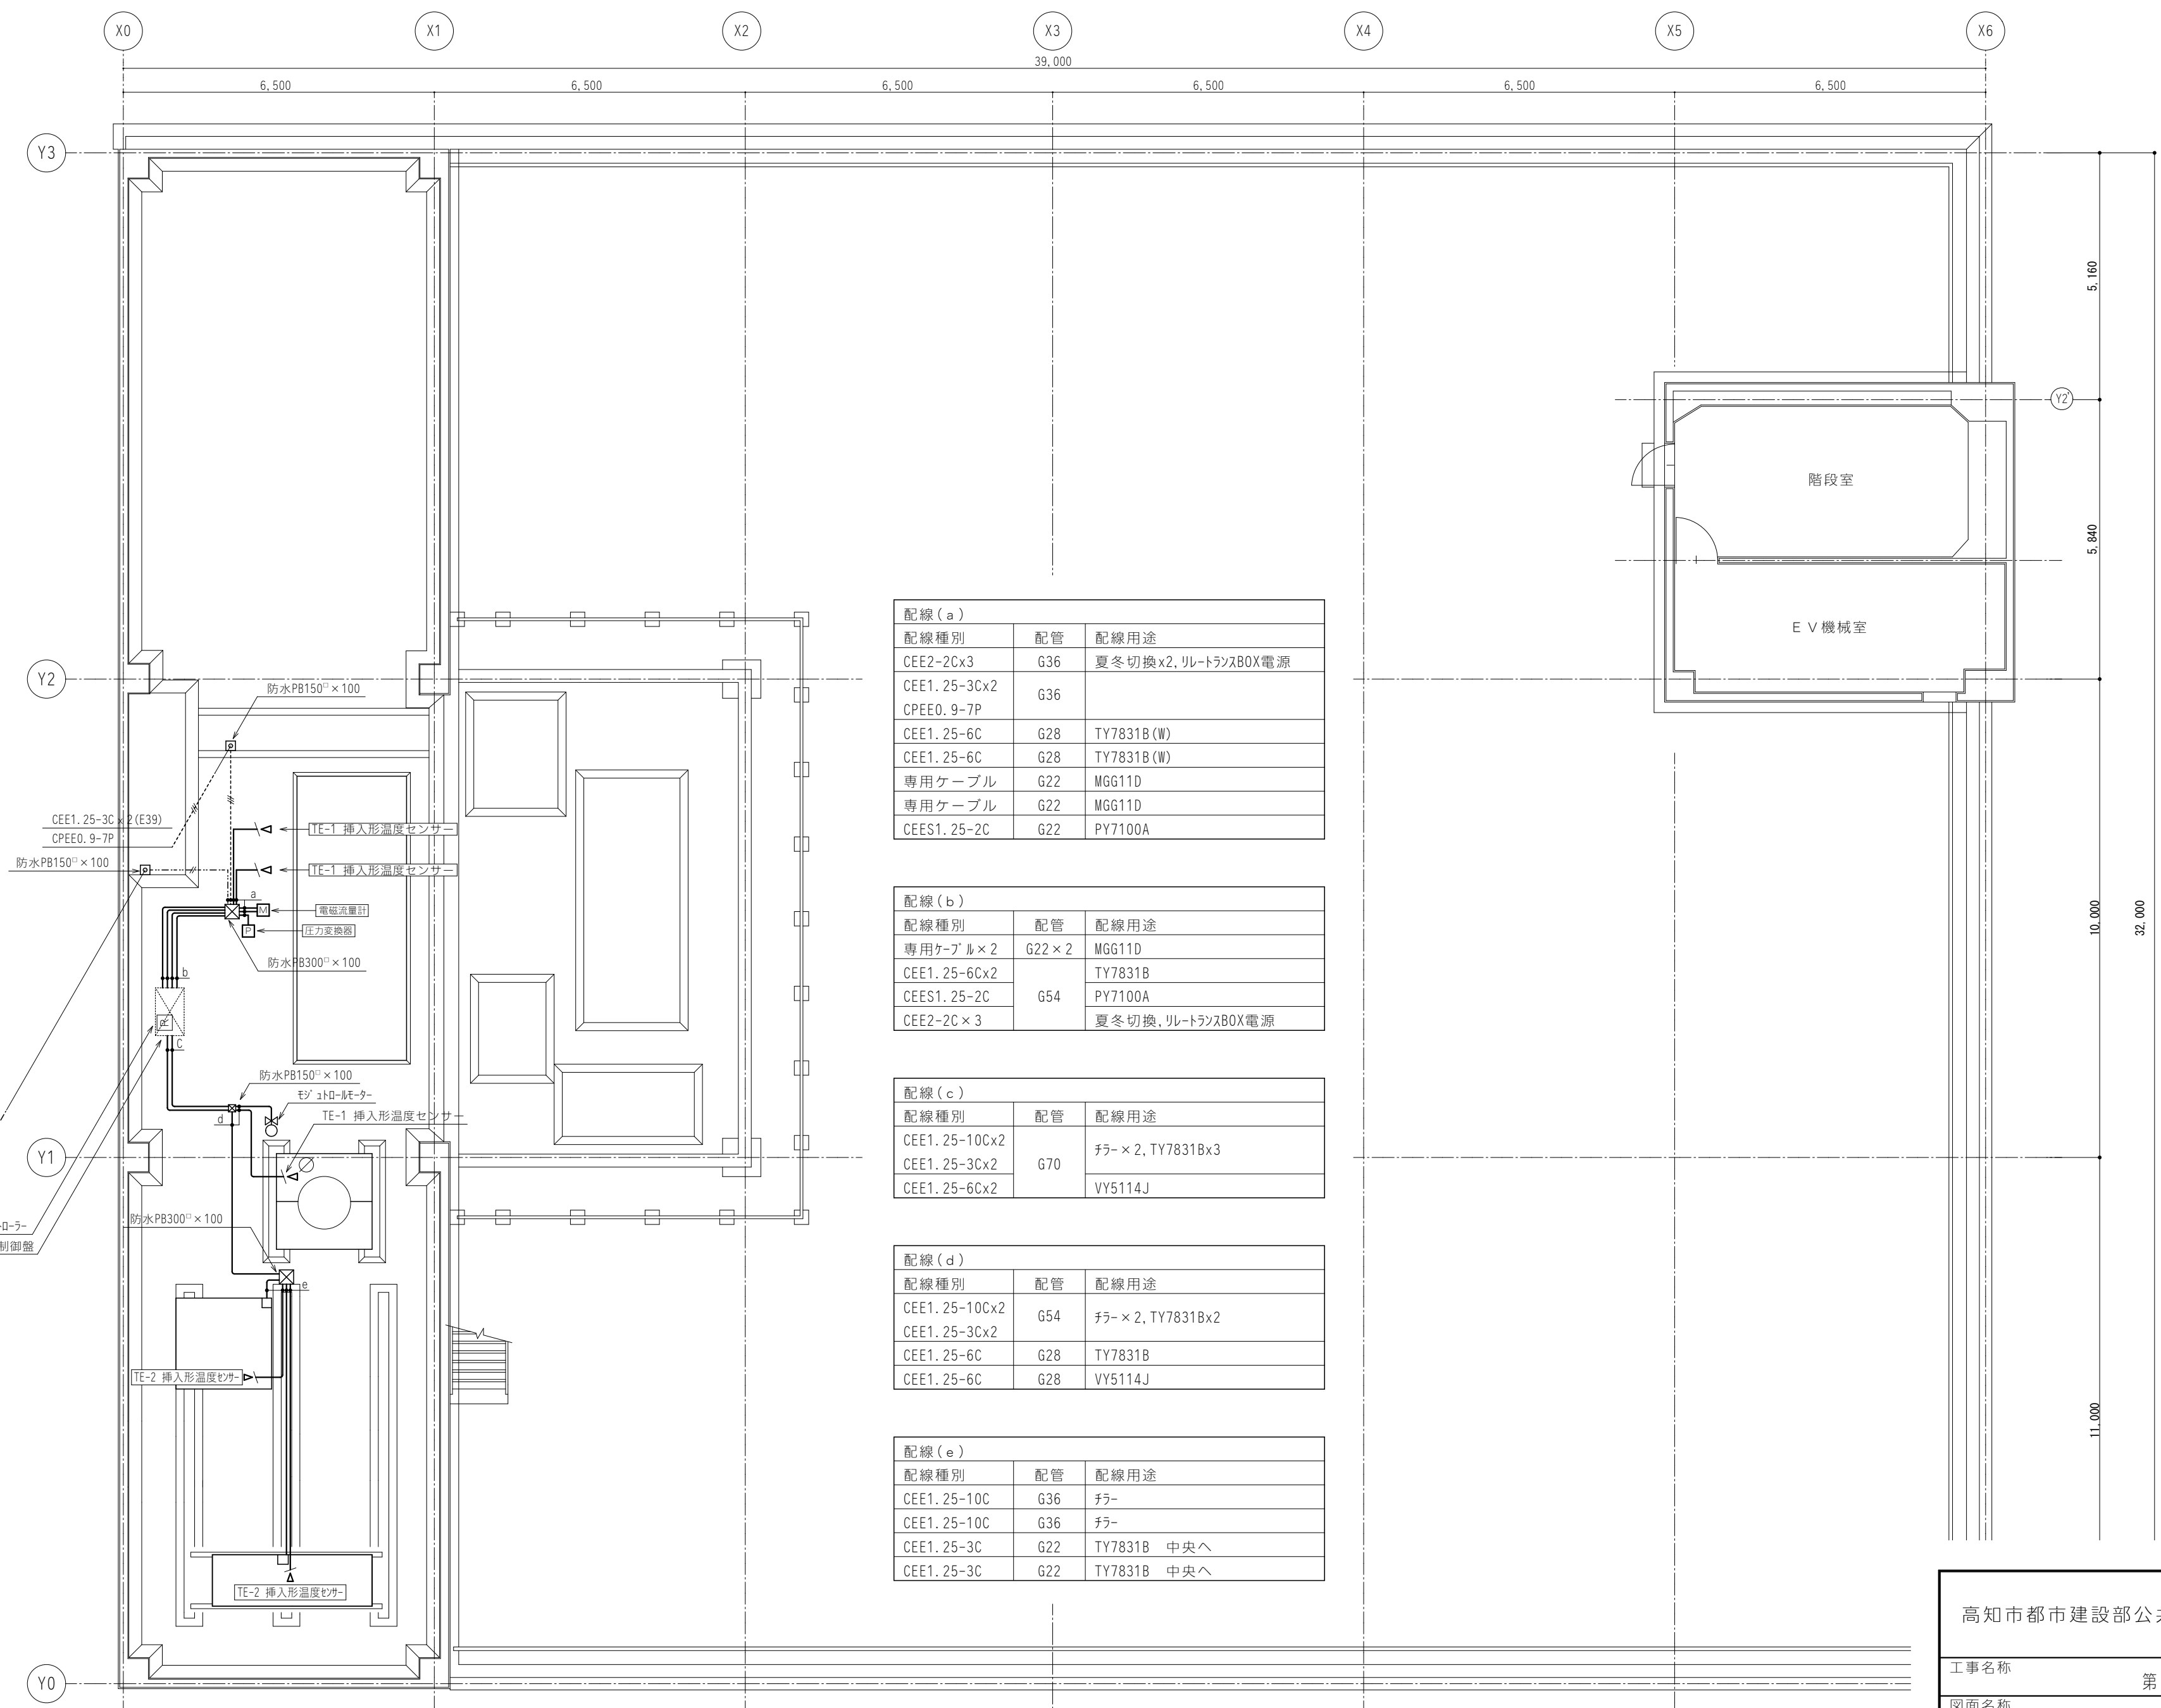 X0
X1
X2
X3
X4
X5
X6
39,000
6,500
6,500
6,500
6,500
6,500
6,500
Y3
5,160
Y2'
階段室
5,840
EV機械室
Y2
防水PB150□×100
CEE1.25-3C×2(E39)
CPEE0.9-7P
防水PB150□×100
TE-1 挿入形温度センサー
TE-1 挿入形温度センサー
a
M
電磁流量計
P
圧力変換器
防水PB300□×100
b
R
C
防水PB150□×100
モジュトロールモーター
TE-1 挿入形温度センサー
d
Y1
ローラー
制御盤
防水PB300□×100
e
TE-2 挿入形温度センサー
TE-2 挿入形温度センサー
Y0
配線(a)
配線種別 配管 配線用途
CEE2-2Cx3 G36 夏冬切換x2,リレートランスBOX電源
CEE1.25-3Cx2 G36
CPEE0.9-7P
CEE1.25-6C G28 TY7831B(W)
CEE1.25-6C G28 TY7831B(W)
専用ケーブル G22 MGG11D
専用ケーブル G22 MGG11D
CEES1.25-2C G22 PY7100A
配線(b)
配線種別 配管 配線用途
専用ケーブル×2 G22×2 MGG11D
CEE1.25-6Cx2 TY7831B
CEES1.25-2C G54 PY7100A
CEE2-2C×3 夏冬切換,リレートランスBOX電源
配線(c)
配線種別 配管 配線用途
CEE1.25-10Cx2 G70 チラー×2,TY7831Bx3
CEE1.25-3Cx2
CEE1.25-6Cx2 VY5114J
配線(d)
配線種別 配管 配線用途
CEE1.25-10Cx2 G54 チラー×2,TY7831Bx2
CEE1.25-3Cx2
CEE1.25-6C G28 TY7831B
CEE1.25-6C G28 VY5114J
配線(e)
配線種別 配管 配線用途
CEE1.25-10C G36 チラー
CEE1.25-10C G36 チラー
CEE1.25-3C G22 TY7831B 中央へ
CEE1.25-3C G22 TY7831B 中央へ
10,000
32,000
11,000
高知市都市建設部公
工事名称
第
図面名称